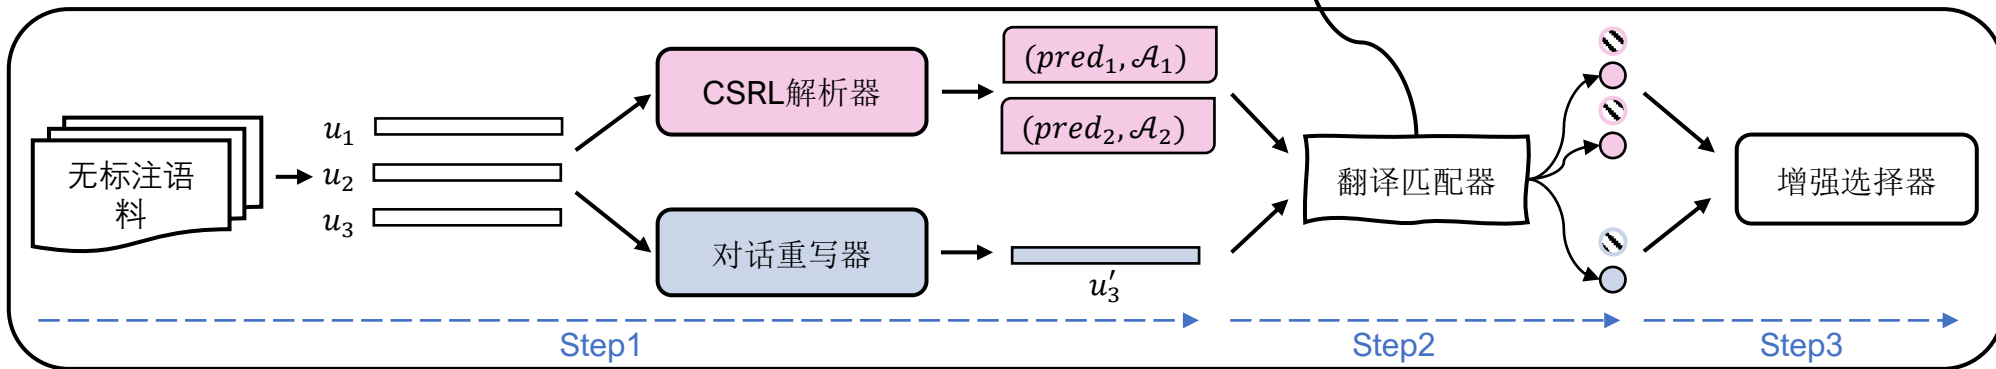 无标注语
料
u₁
u₂
u₃
CSRL解析器
对话重写器
(pred₁, 𝒜₁)
(pred₂, 𝒜₂)
u₃′
翻译匹配器
增强选择器
Step1
Step2
Step3